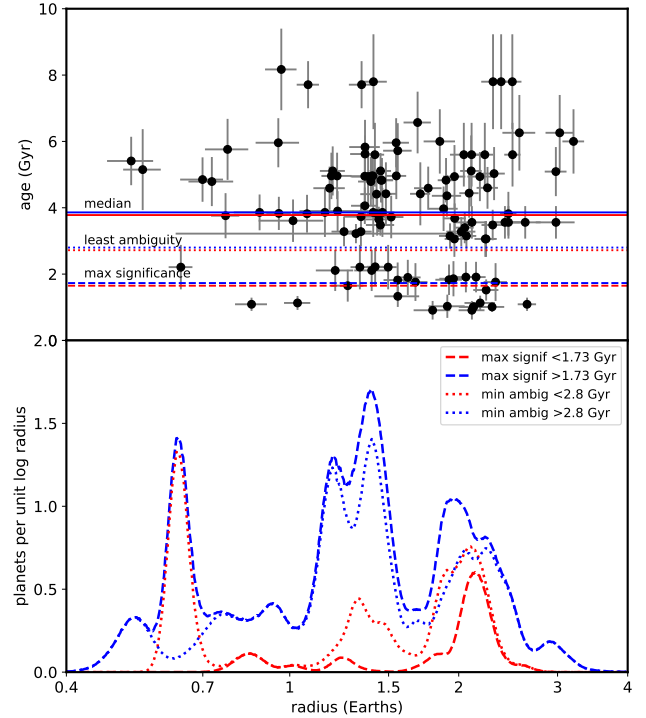 10
8
age (Gyr)
6
4
2
0
median
least ambiguity
max significance
2.0
1.5
planets per unit log radius
1.0
0.5
0.0
max signif <1.73 Gyr
max signif >1.73 Gyr
min ambig <2.8 Gyr
min ambig >2.8 Gyr
0.4 0.7 1 1.5 2 3 4
radius (Earths)